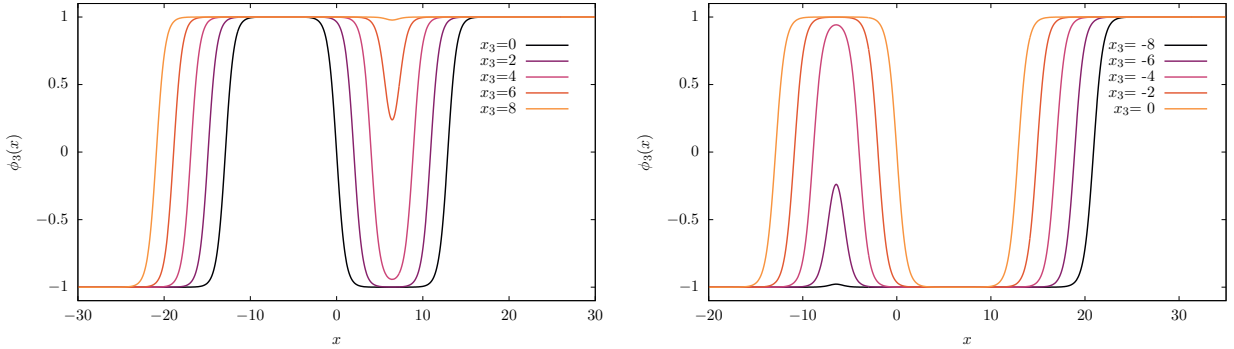 1
0.5
0
−0.5
−1
ϕ₃(x)
−30 −20 −10 0 10 20 30
x
x₃=0
x₃=2
x₃=4
x₃=6
x₃=8
1
0.5
0
−0.5
−1
ϕ₃(x)
−20 −10 0 10 20 30
x
x₃= -8
x₃= -6
x₃= -4
x₃= -2
x₃= 0